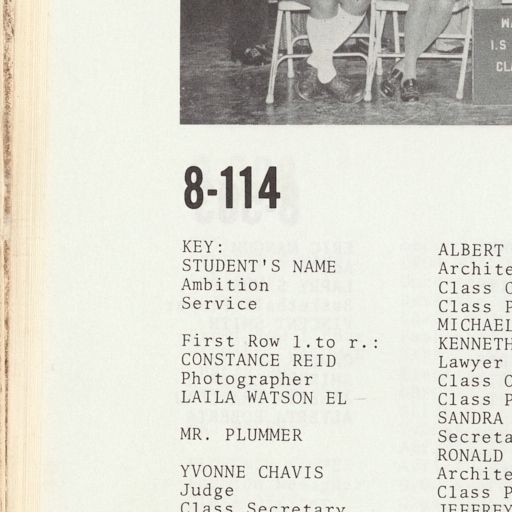 8-114
KEY:
STUDENT'S NAME
Ambition
Service
First Row l.to r.:
CONSTANCE REID
Photographer
LAILA WATSON EL
MR. PLUMMER
YVONNE CHAVIS
Judge
Class Secretary
ALBERT
Archite
Class
Class
MICHAEL
KENNETH
Lawyer
Class
Class
SANDRA
Secreta
RONALD
Archite
Class
JEFFREY
I.S